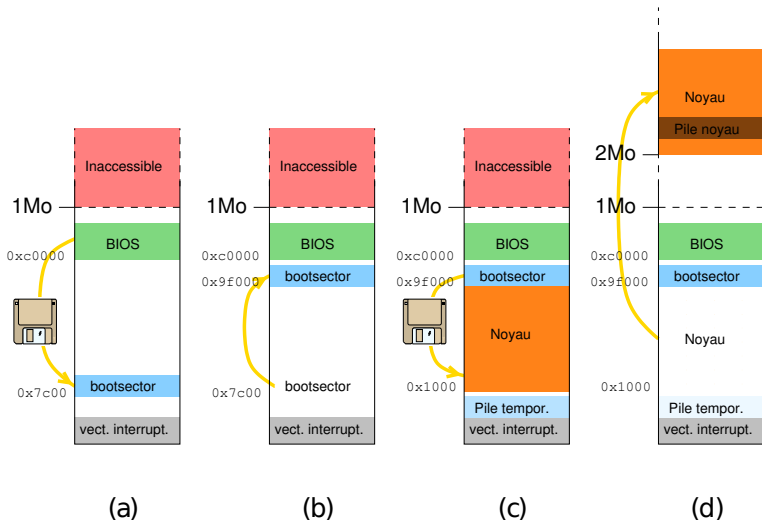 Inaccessible
1Mo
BIOS
0xc0000
bootsector
0x7c00
vect. interrupt.
(a)
Inaccessible
1Mo
BIOS
0xc0000
bootsector
0x9f000
bootsector
0x7c00
vect. interrupt.
(b)
Inaccessible
1Mo
BIOS
0xc0000
bootsector
0x9f000
Noyau
0x1000
Pile tempor.
vect. interrupt.
(c)
Noyau
Pile noyau
2Mo
1Mo
BIOS
0xc0000
bootsector
0x9f000
Noyau
0x1000
Pile tempor.
vect. interrupt.
(d)